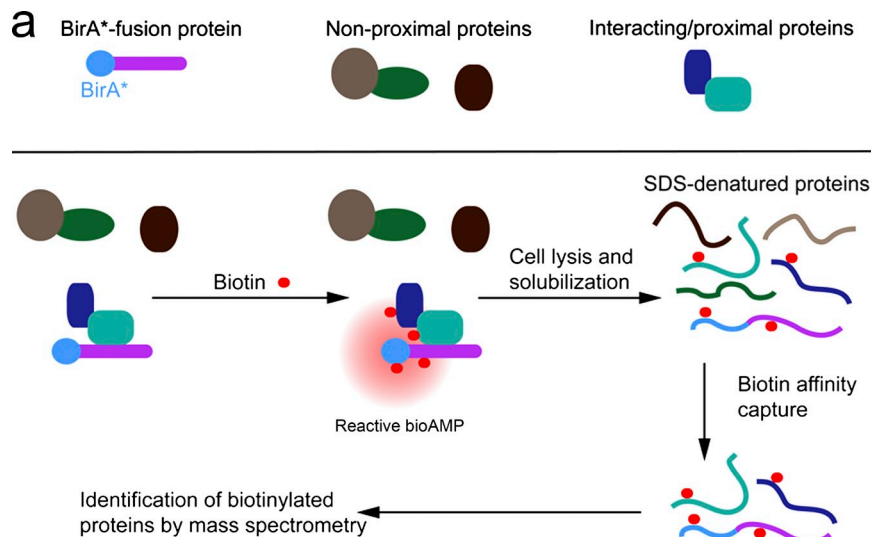 a
BirA*-fusion protein
Non-proximal proteins
Interacting/proximal proteins
BirA*
SDS-denatured proteins
Biotin
Cell lysis and
solubilization
Reactive bioAMP
Biotin affinity
capture
Identification of biotinylated
proteins by mass spectrometry